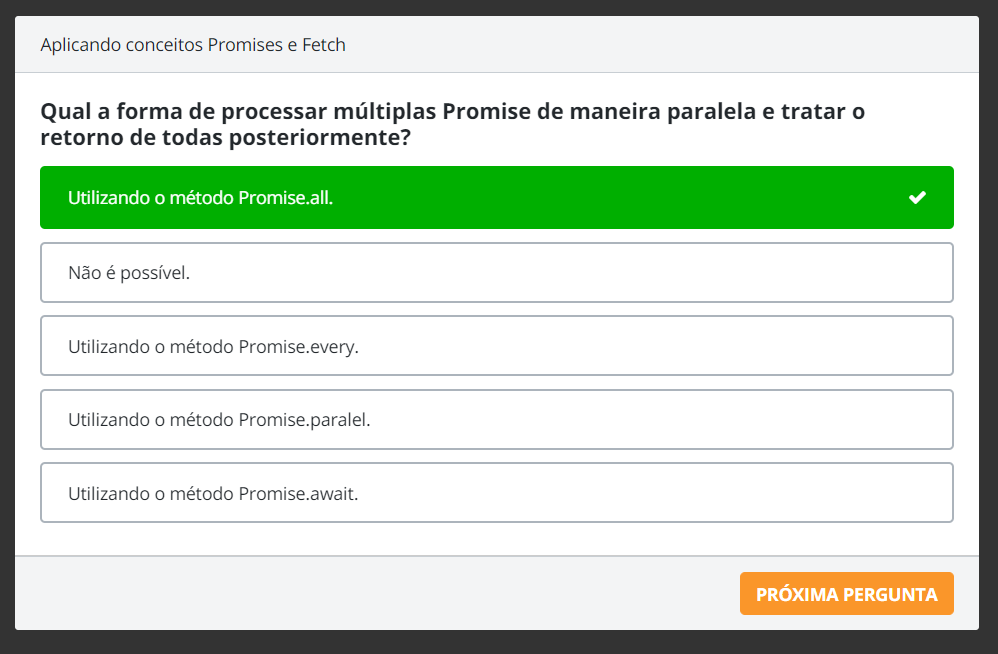 Aplicando conceitos Promises e Fetch
Qual a forma de processar múltiplas Promise de maneira paralela e tratar o
retorno de todas posteriormente?
Utilizando o método Promise.all.
Não é possível.
Utilizando o método Promise.every.
Utilizando o método Promise.paralel.
Utilizando o método Promise.await.
PRÓXIMA PERGUNTA